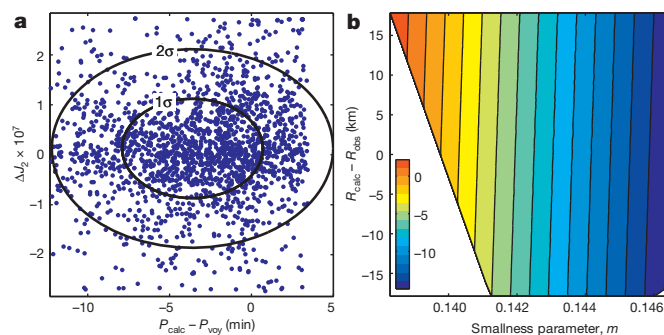 a
2σ
1σ
2
1
0
−1
−2
ΔJ2 × 10⁷
−10
−5
0
5
Pcalc − Pvoy (min)
b
15
10
5
0
−5
−10
−15
Rcalc − Robs (km)
0
−5
−10
0.140
0.142
0.144
0.146
Smallness parameter, m